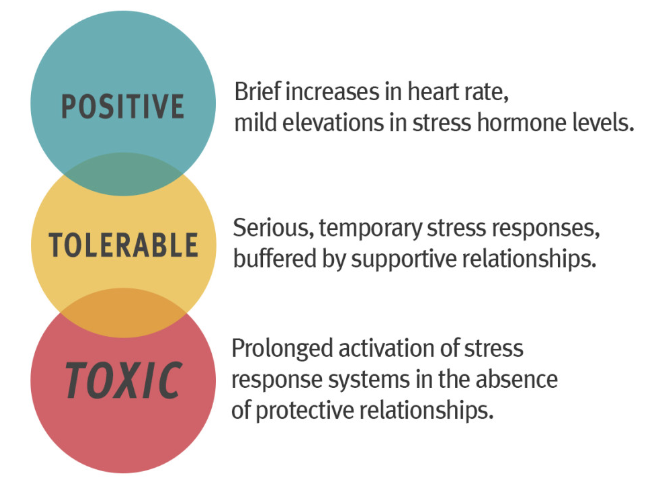 POSITIVE
Brief increases in heart rate,
mild elevations in stress hormone levels.
TOLERABLE
Serious, temporary stress responses,
buffered by supportive relationships.
TOXIC
Prolonged activation of stress
response systems in the absence
of protective relationships.